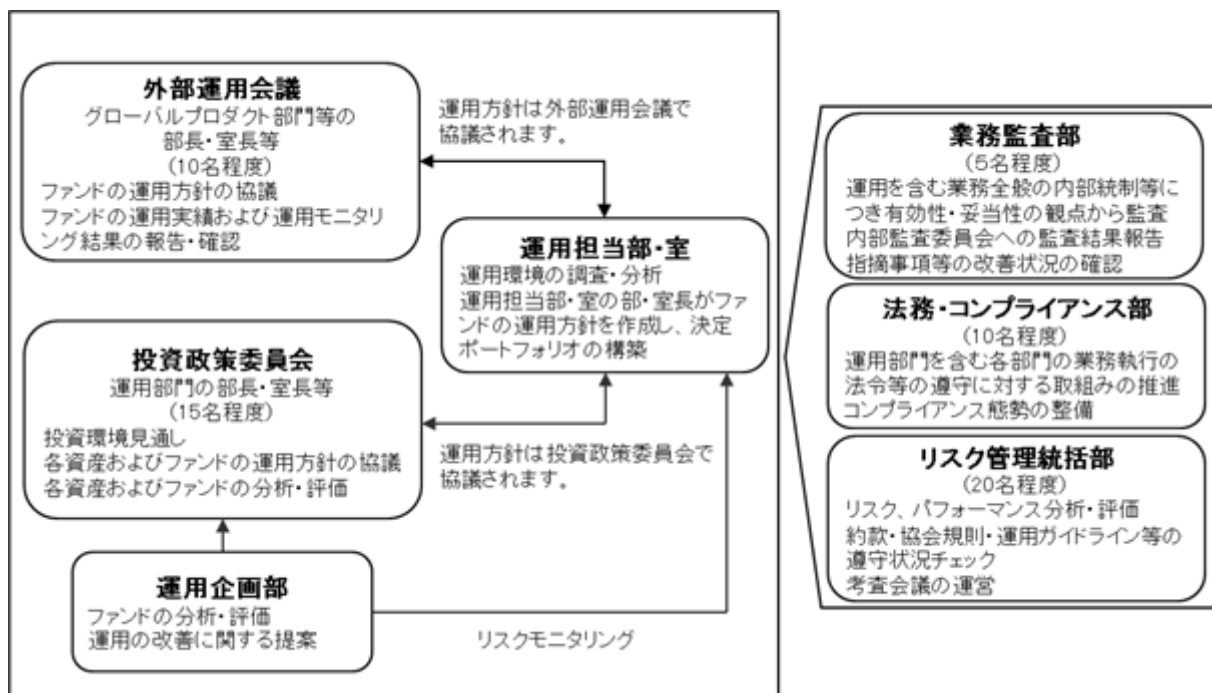 外部運用会議
グローバルプロダクト部門等の
部長・室長等
(10名程度)
ファンドの運用方針の協議
ファンドの運用実績および運用モニタリ
ング結果の報告・確認
運用方針は外部運用会議で
協議されます。
運用担当部・室
運用環境の調査・分析
運用担当部・室の部・室長がファ
ンドの運用方針を作成し、決定
ポートフォリオの構築
投資政策委員会
運用部門の部長・室長等
(15名程度)
投資環境見通し
各資産およびファンドの運用方針の協議
各資産およびファンドの分析・評価
運用方針は投資政策委員会で
協議されます。
運用企画部
ファンドの分析・評価
運用の改善に関する提案
リスクモニタリング
業務監査部
(5名程度)
運用を含む業務全般の内部統制等に
つき有効性・妥当性の観点から監査
内部監査委員会への監査結果報告
指摘事項等の改善状況の確認
法務・コンプライアンス部
(10名程度)
運用部門を含む各部門の業務執行の
法令等の遵守に対する取組みの推進
コンプライアンス態勢の整備
リスク管理統括部
(20名程度)
リスク、パフォーマンス分析・評価
約款・協会規則・運用ガイドライン等の
遵守状況チェック
考査会議の運営